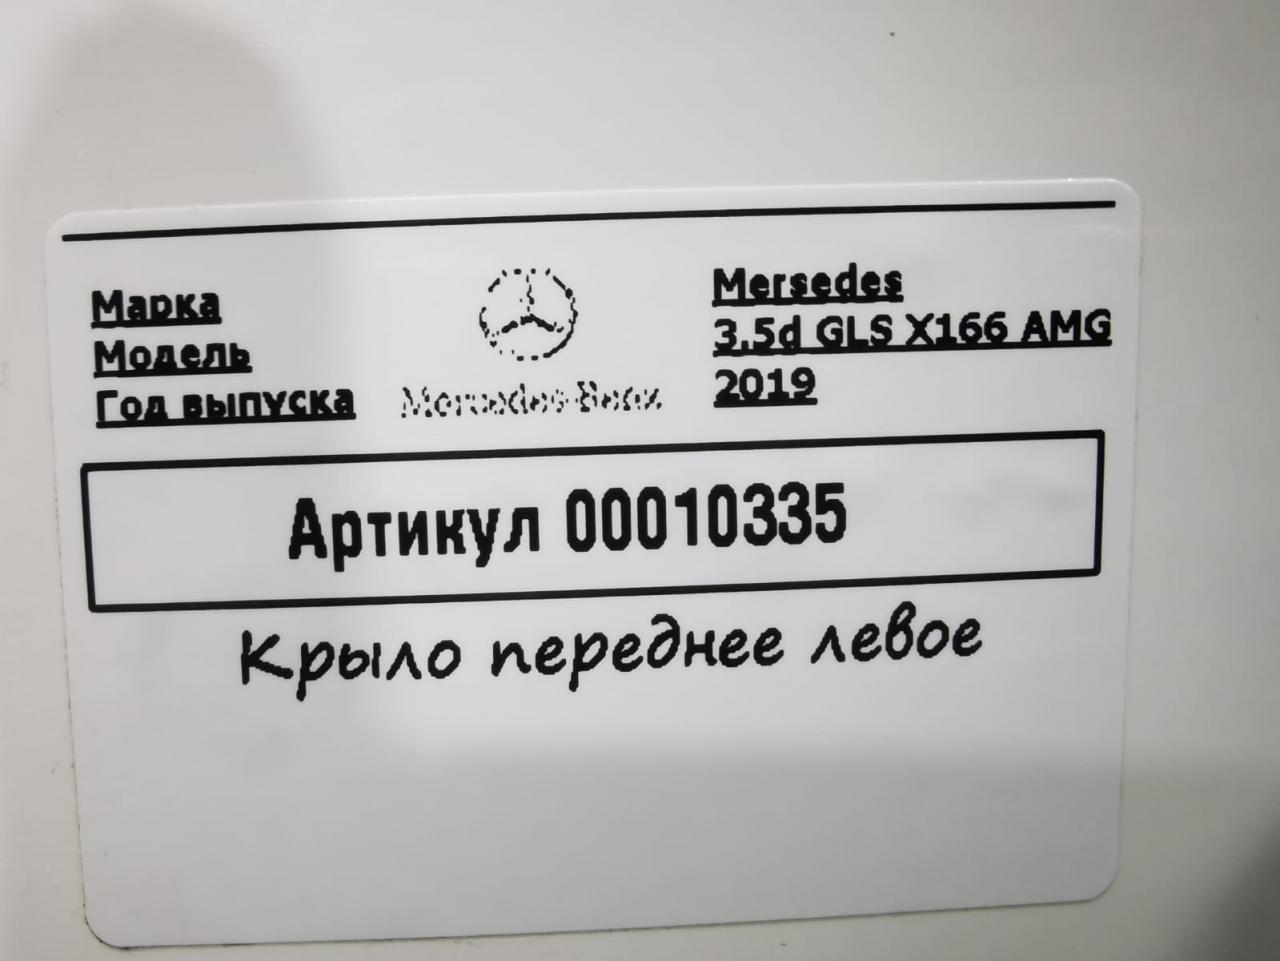 Марка
Модель
Год выпуска
Mercedes-Benz
Mersedes
3.5d GLS X166 AMG
2019
Артикул 00010335
Крыло переднее левое